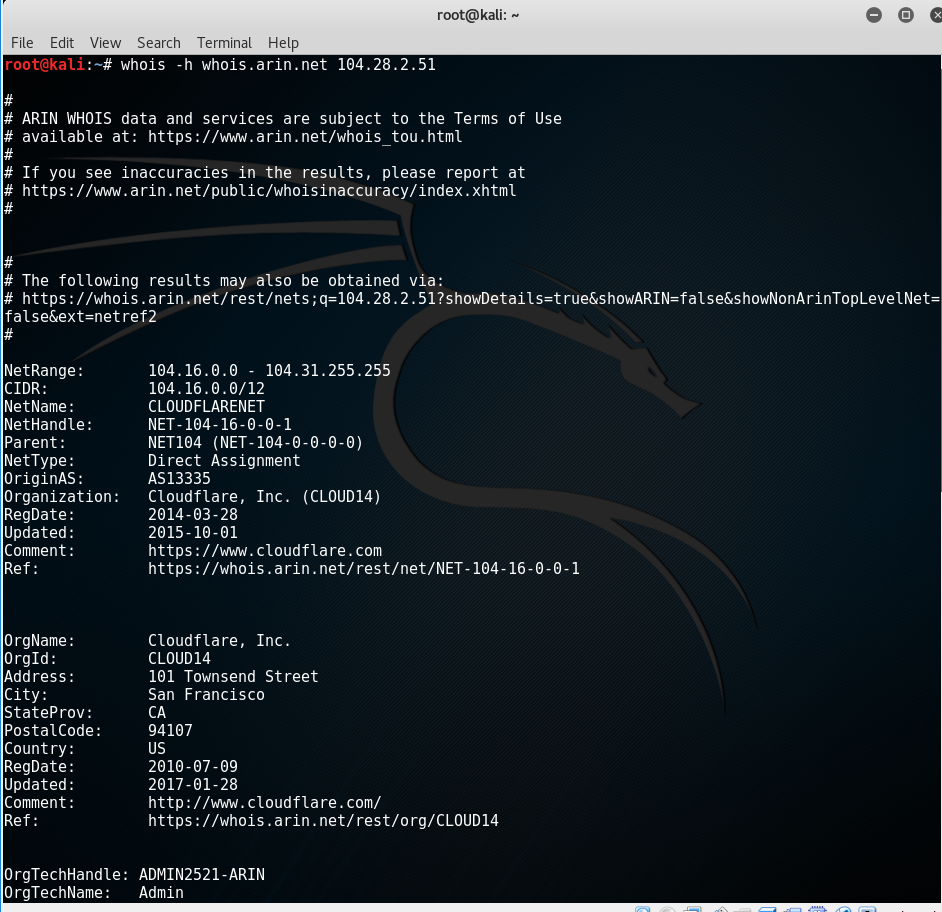 root@kali: ~
File Edit View Search Terminal Help
root@kali:~# whois -h whois.arin.net 104.28.2.51
#
# ARIN WHOIS data and services are subject to the Terms of Use
# available at: https://www.arin.net/whois_tou.html
#
# If you see inaccuracies in the results, please report at
# https://www.arin.net/public/whoisinaccuracy/index.xhtml
#
#
# The following results may also be obtained via:
# https://whois.arin.net/rest/nets;q=104.28.2.51?showDetails=true&showARIN=false&showNonArinTopLevelNet=
false&ext=netref2
#
NetRange: 104.16.0.0 - 104.31.255.255
CIDR: 104.16.0.0/12
NetName: CLOUDFLARENET
NetHandle: NET-104-16-0-0-1
Parent: NET104 (NET-104-0-0-0-0)
NetType: Direct Assignment
OriginAS: AS13335
Organization: Cloudflare, Inc. (CLOUD14)
RegDate: 2014-03-28
Updated: 2015-10-01
Comment: https://www.cloudflare.com
Ref: https://whois.arin.net/rest/net/NET-104-16-0-0-1
OrgName: Cloudflare, Inc.
OrgId: CLOUD14
Address: 101 Townsend Street
City: San Francisco
StateProv: CA
PostalCode: 94107
Country: US
RegDate: 2010-07-09
Updated: 2017-01-28
Comment: http://www.cloudflare.com/
Ref: https://whois.arin.net/rest/org/CLOUD14
OrgTechHandle: ADMIN2521-ARIN
OrgTechName: Admin